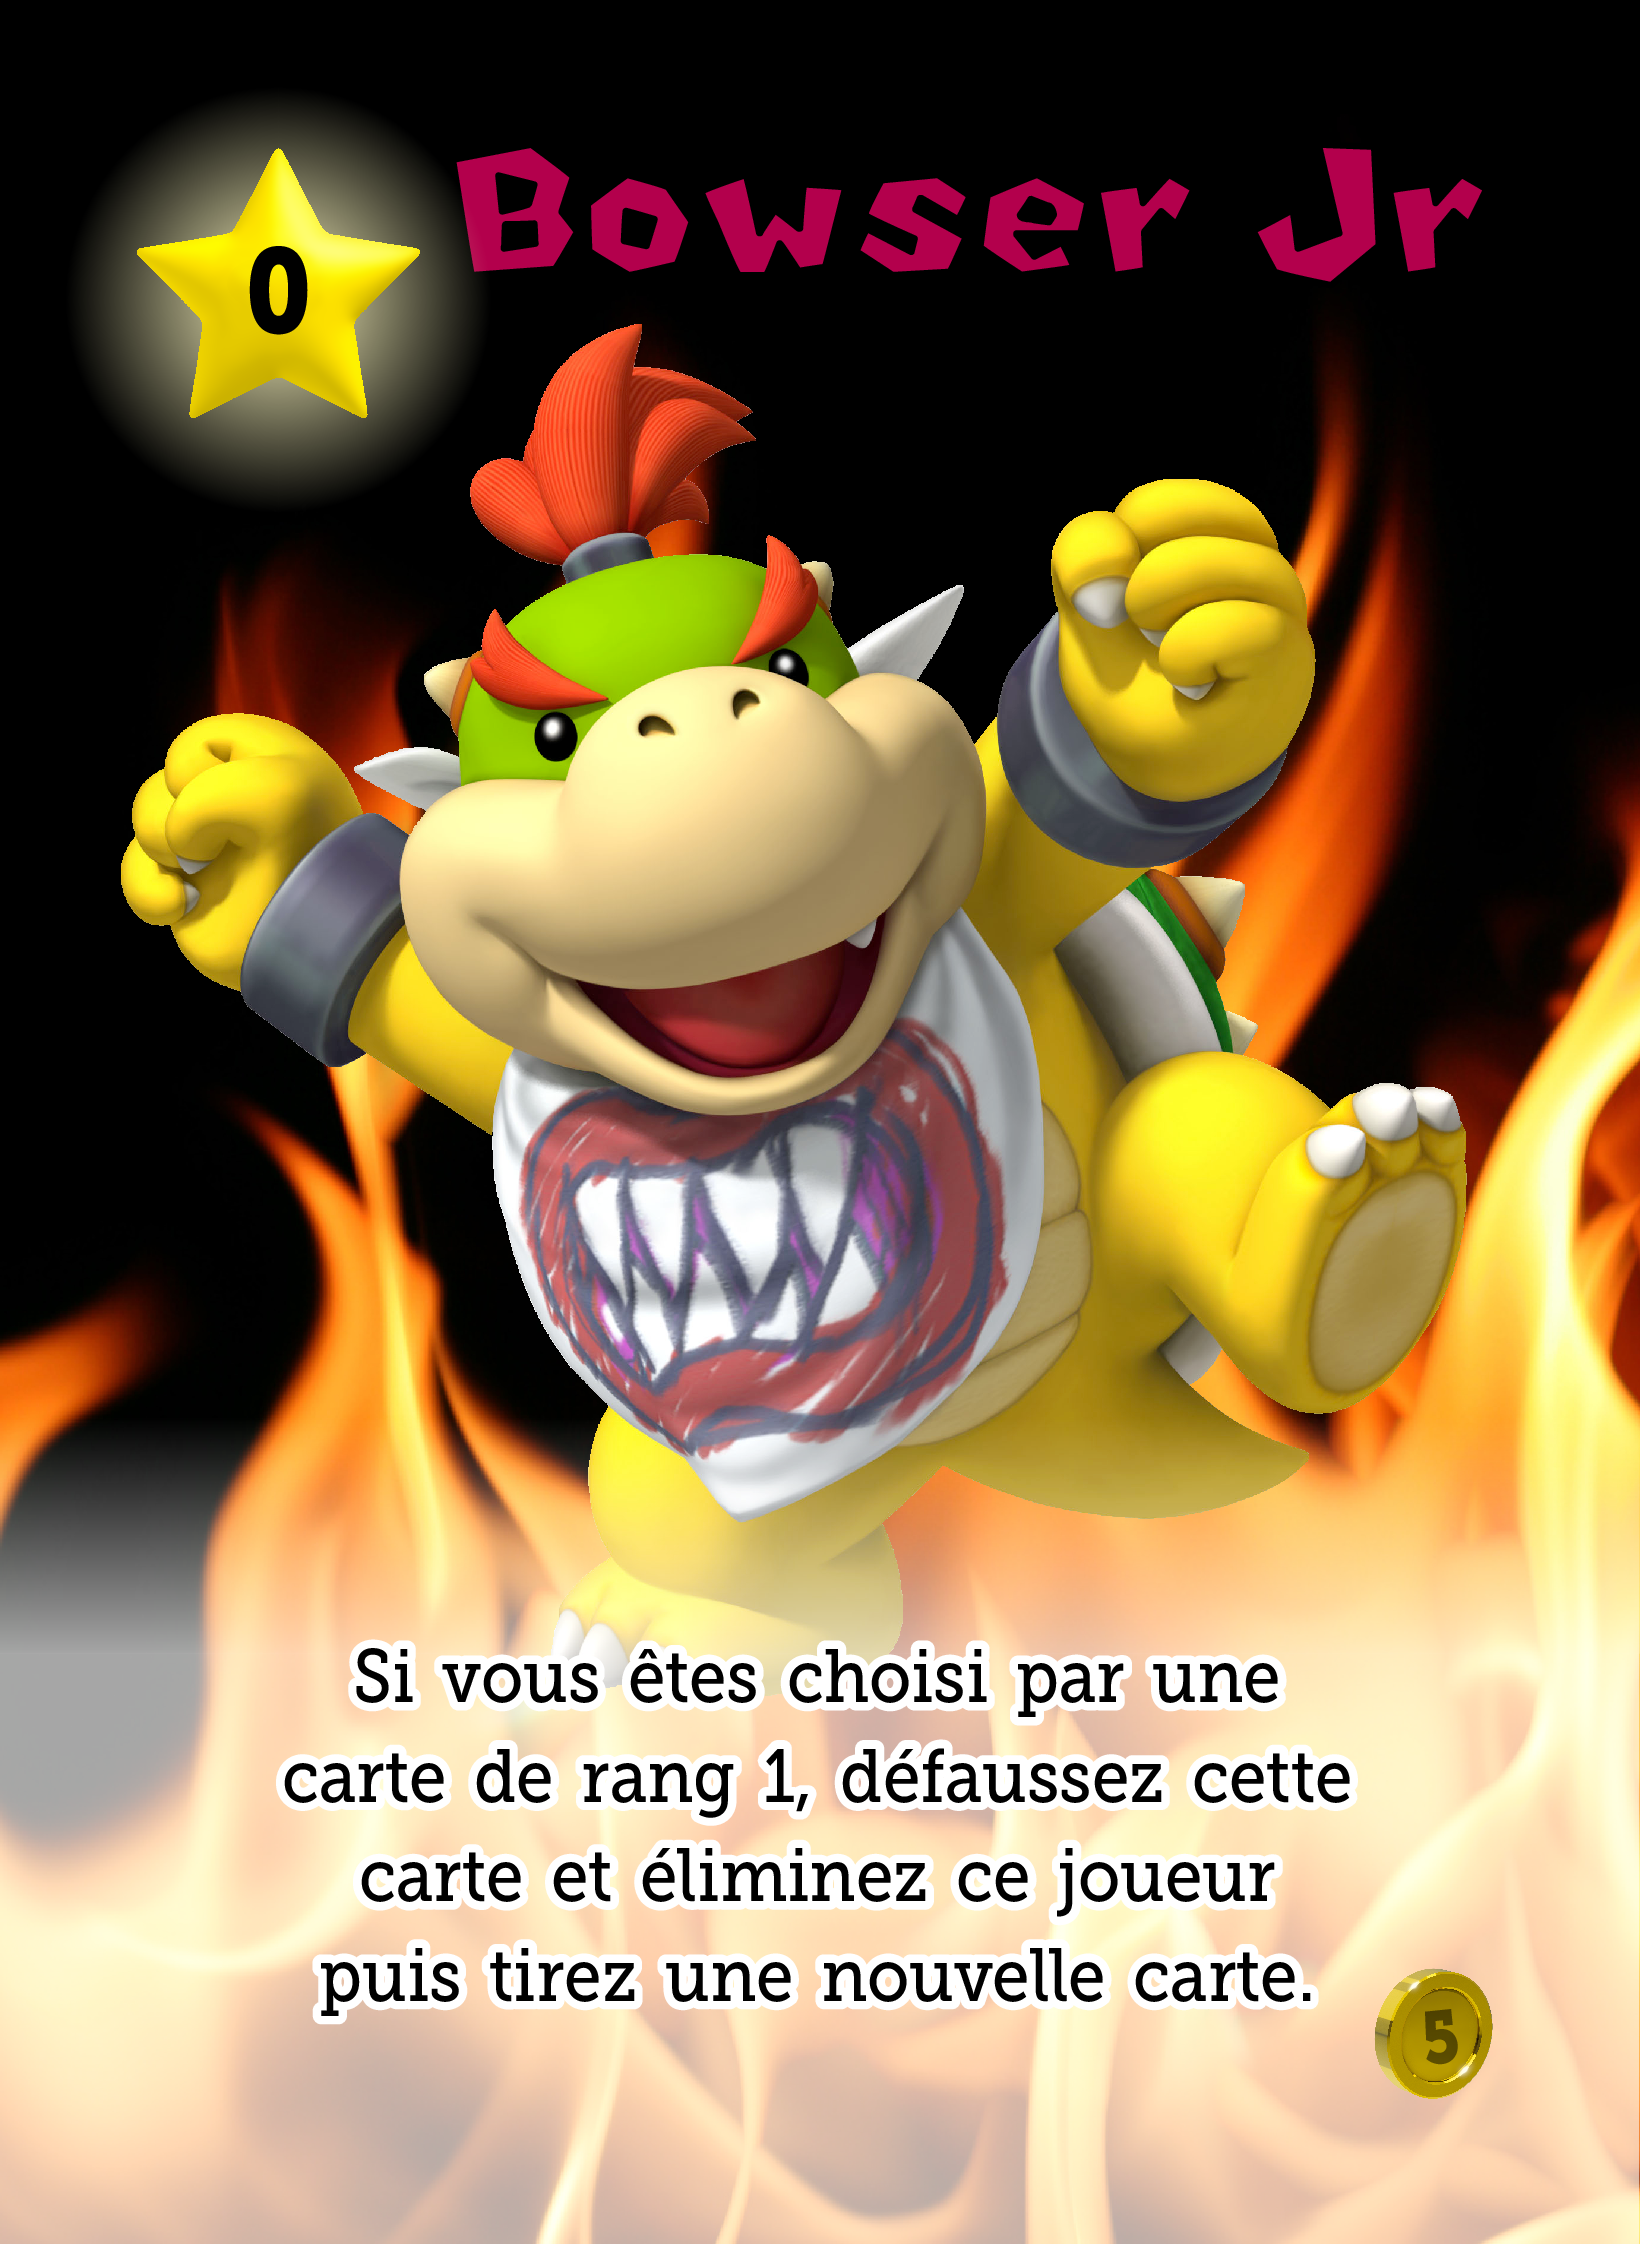 0
Bowser Jr
Si vous êtes choisi par une
carte de rang 1, défaussez cette
carte et éliminez ce joueur
puis tirez une nouvelle carte.
5